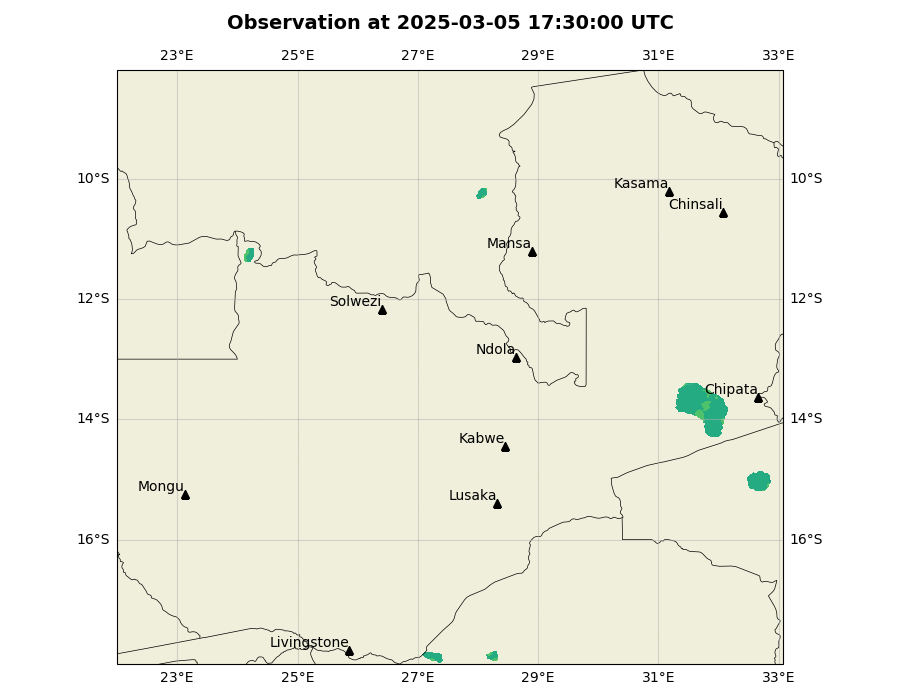 Observation at 2025-03-05 17:30:00 UTC
23°E 25°E 27°E 29°E 31°E 33°E
10°S 10°S
Kasama
Chinsali
Mansa
12°S 12°S
Solwezi
Ndola
Chipata
14°S 14°S
Kabwe
Mongu
Lusaka
16°S 16°S
Livingstone
23°E 25°E 27°E 29°E 31°E 33°E